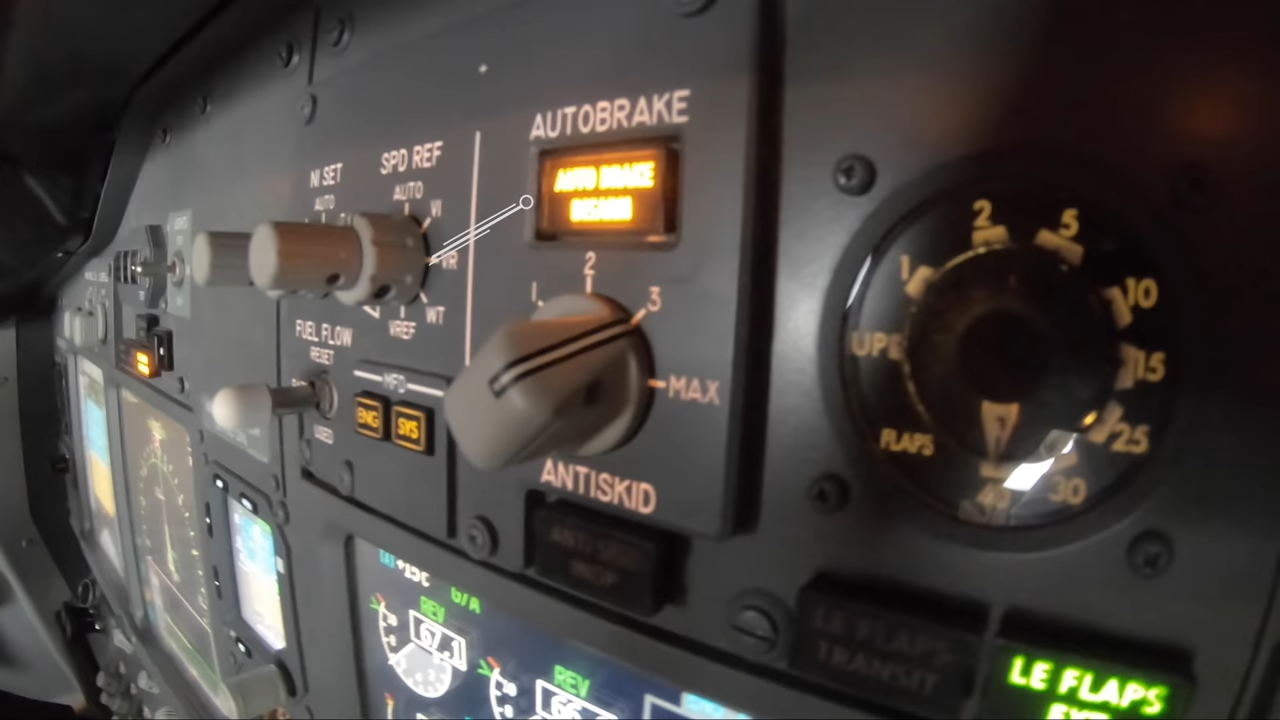 AUTOBRAKE
AUTO BRAKE
DISARM
SPD REF
AUTO
V1
VR
WT
VREF
N1 SET
AUTO
FUEL FLOW
RESET
USED
MFD
ENG
SYS
1
2
3
MAX
ANTISKID
ANTI SKID
INOP
1
2
5
10
15
25
30
40
FLAPS
LE FLAPS
TRANSIT
LE FLAPS
TAT +15C
G/A
REV
67.1
REV